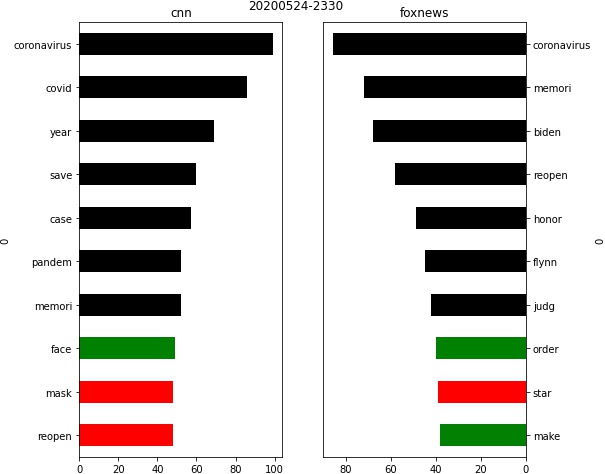 20200524-2330
cnn
foxnews
coronavirus
covid
year
save
case
pandem
memori
face
mask
reopen
0 20 40 60 80 100
0
coronavirus
memori
biden
reopen
honor
flynn
judg
order
star
make
80 60 40 20 0
0